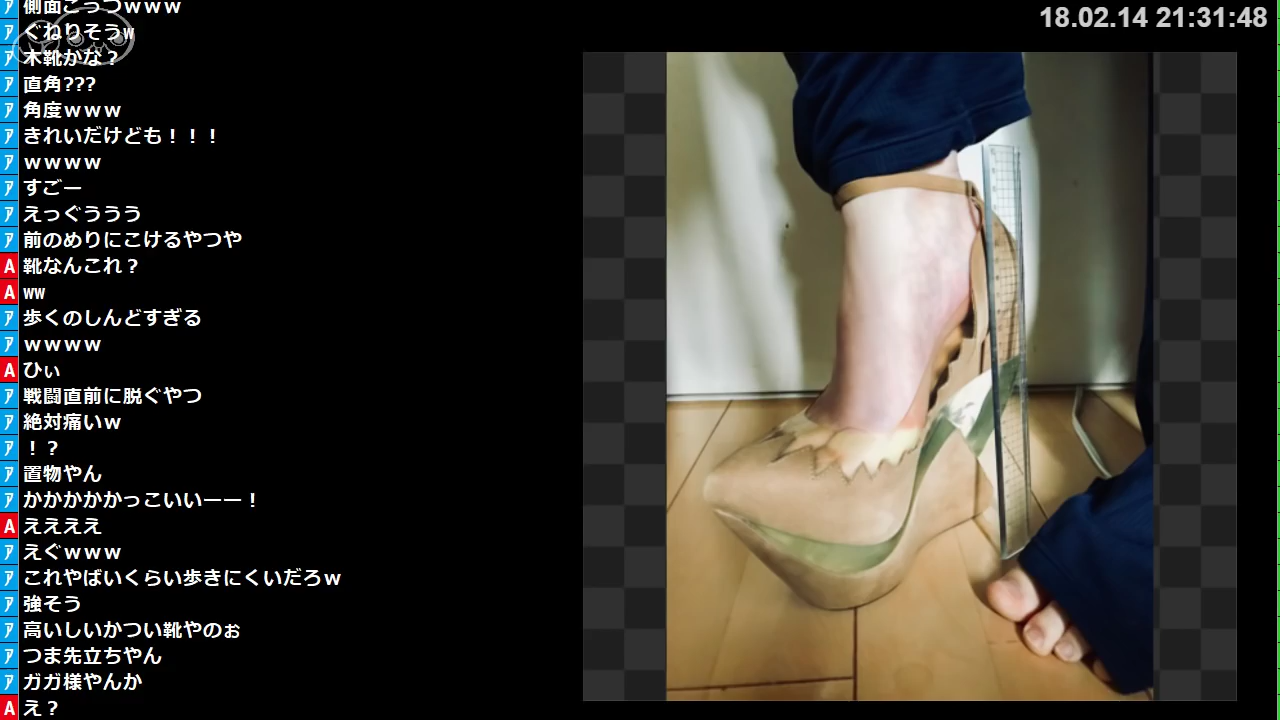 側面ごっつｗｗｗ
ぐねりそうw
木靴かな？
直角???
角度ｗｗｗ
きれいだけども！！！
ｗｗｗｗ
すごー
えっぐううう
前のめりにこけるやつや
靴なんこれ？
ww
歩くのしんどすぎる
ｗｗｗｗ
ひぃ
戦闘直前に脱ぐやつ
絶対痛いｗ
！？
置物やん
かかかかかっこいいーー！
ええええ
えぐｗｗｗ
これやばいくらい歩きにくいだろｗ
強そう
高いしいかつい靴やのぉ
つま先立ちやん
ガガ様やんか
え？
18.02.14 21:31:48